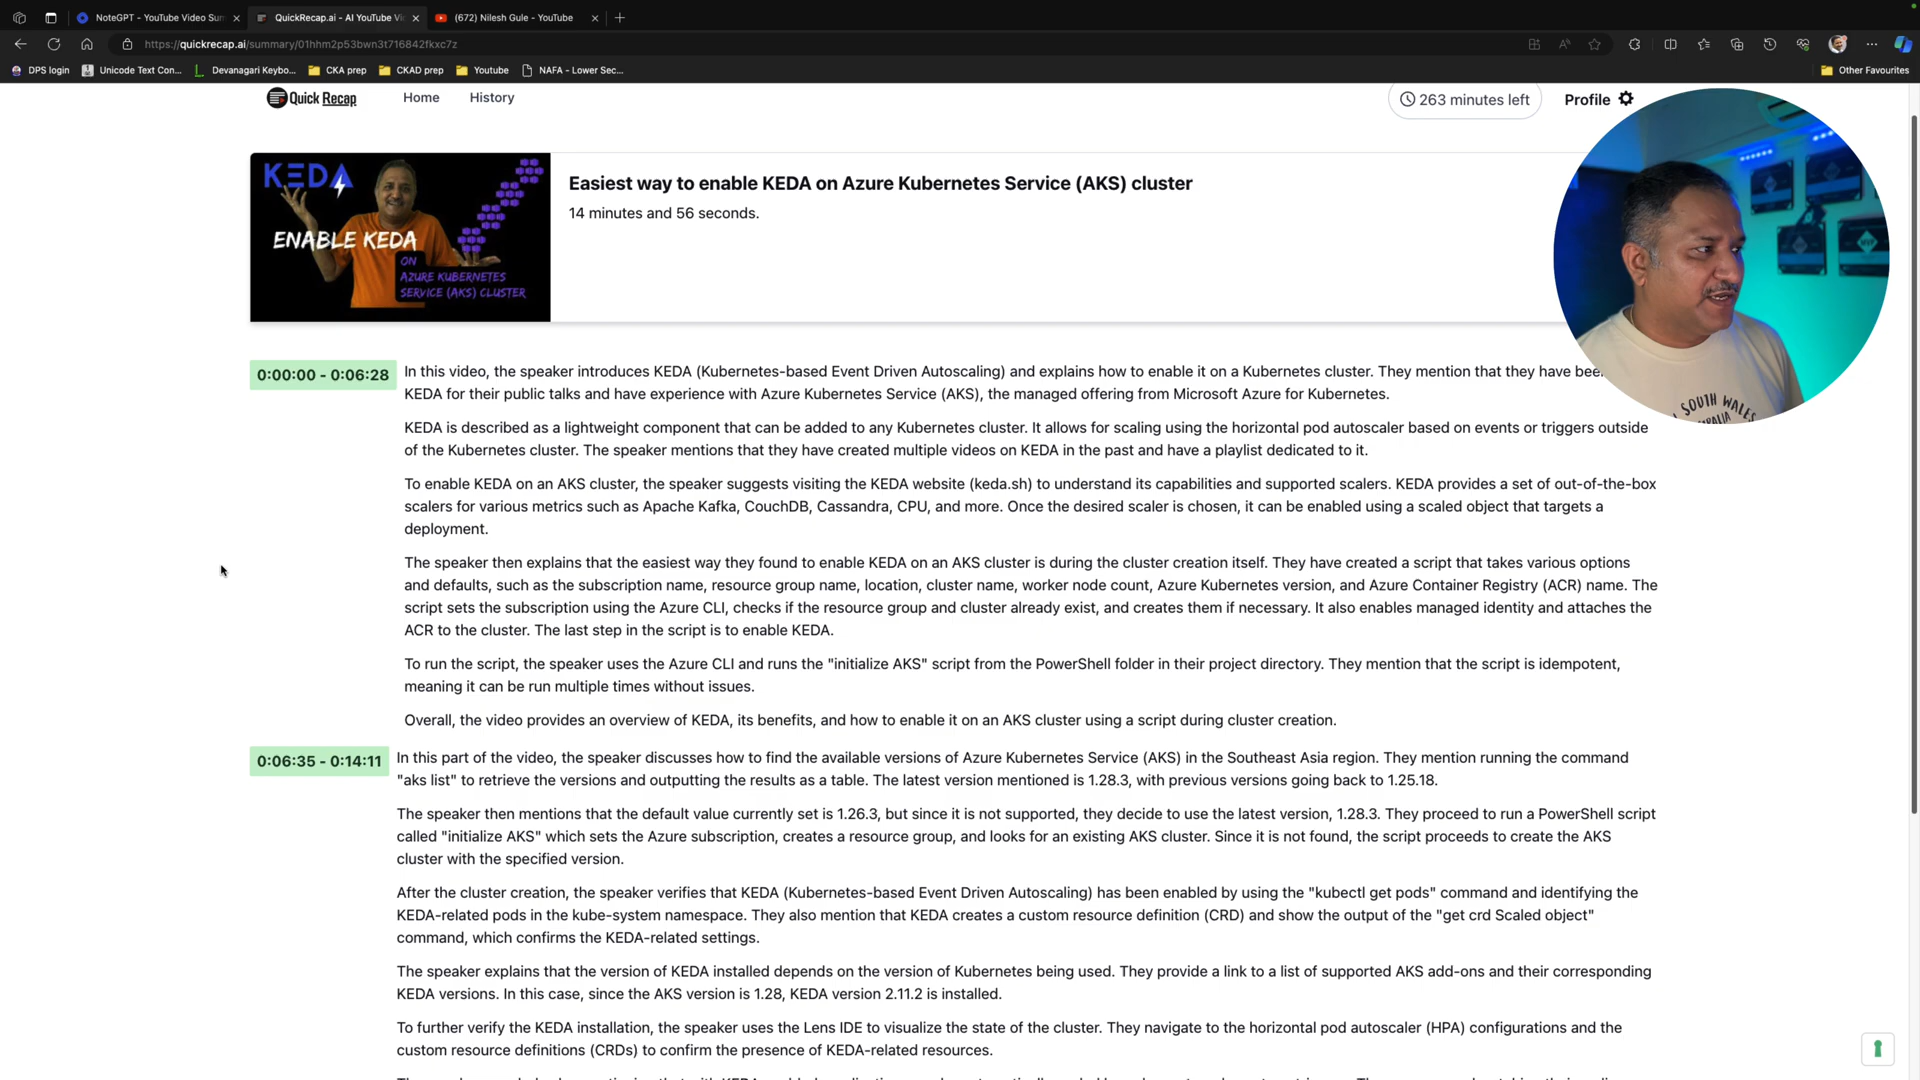 NoteGPT - YouTube Video Sum
QuickRecap.ai - AI YouTube Vi
(672) Nilesh Gule - YouTube
https://quickrecap.ai/summary/01hhm2p53bwn3t716842fkxc7z
DPS login
Unicode Text Con...
Devanagari Keybo...
CKA prep
CKAD prep
Youtube
NAFA - Lower Sec...
Other Favourites
Quick Recap
Home
History
263 minutes left
Profile
KEDA
ENABLE KEDA
ON
AZURE KUBERNETES
SERVICE (AKS) CLUSTER
Easiest way to enable KEDA on Azure Kubernetes Service (AKS) cluster
14 minutes and 56 seconds.
SOUTH WALES
0:00:00 - 0:06:28
In this video, the speaker introduces KEDA (Kubernetes-based Event Driven Autoscaling) and explains how to enable it on a Kubernetes cluster. They mention that they have bee
KEDA for their public talks and have experience with Azure Kubernetes Service (AKS), the managed offering from Microsoft Azure for Kubernetes.
KEDA is described as a lightweight component that can be added to any Kubernetes cluster. It allows for scaling using the horizontal pod autoscaler based on events or triggers outside
of the Kubernetes cluster. The speaker mentions that they have created multiple videos on KEDA in the past and have a playlist dedicated to it.
To enable KEDA on an AKS cluster, the speaker suggests visiting the KEDA website (keda.sh) to understand its capabilities and supported scalers. KEDA provides a set of out-of-the-box
scalers for various metrics such as Apache Kafka, CouchDB, Cassandra, CPU, and more. Once the desired scaler is chosen, it can be enabled using a scaled object that targets a
deployment.
The speaker then explains that the easiest way they found to enable KEDA on an AKS cluster is during the cluster creation itself. They have created a script that takes various options
and defaults, such as the subscription name, resource group name, location, cluster name, worker node count, Azure Kubernetes version, and Azure Container Registry (ACR) name. The
script sets the subscription using the Azure CLI, checks if the resource group and cluster already exist, and creates them if necessary. It also enables managed identity and attaches the
ACR to the cluster. The last step in the script is to enable KEDA.
To run the script, the speaker uses the Azure CLI and runs the "initialize AKS" script from the PowerShell folder in their project directory. They mention that the script is idempotent,
meaning it can be run multiple times without issues.
Overall, the video provides an overview of KEDA, its benefits, and how to enable it on an AKS cluster using a script during cluster creation.
0:06:35 - 0:14:11
In this part of the video, the speaker discusses how to find the available versions of Azure Kubernetes Service (AKS) in the Southeast Asia region. They mention running the command
"aks list" to retrieve the versions and outputting the results as a table. The latest version mentioned is 1.28.3, with previous versions going back to 1.25.18.
The speaker then mentions that the default value currently set is 1.26.3, but since it is not supported, they decide to use the latest version, 1.28.3. They proceed to run a PowerShell script
called "initialize AKS" which sets the Azure subscription, creates a resource group, and looks for an existing AKS cluster. Since it is not found, the script proceeds to create the AKS
cluster with the specified version.
After the cluster creation, the speaker verifies that KEDA (Kubernetes-based Event Driven Autoscaling) has been enabled by using the "kubectl get pods" command and identifying the
KEDA-related pods in the kube-system namespace. They also mention that KEDA creates a custom resource definition (CRD) and show the output of the "get crd Scaled object"
command, which confirms the KEDA-related settings.
The speaker explains that the version of KEDA installed depends on the version of Kubernetes being used. They provide a link to a list of supported AKS add-ons and their corresponding
KEDA versions. In this case, since the AKS version is 1.28, KEDA version 2.11.2 is installed.
To further verify the KEDA installation, the speaker uses the Lens IDE to visualize the state of the cluster. They navigate to the horizontal pod autoscaler (HPA) configurations and the
custom resource definitions (CRDs) to confirm the presence of KEDA-related resources.